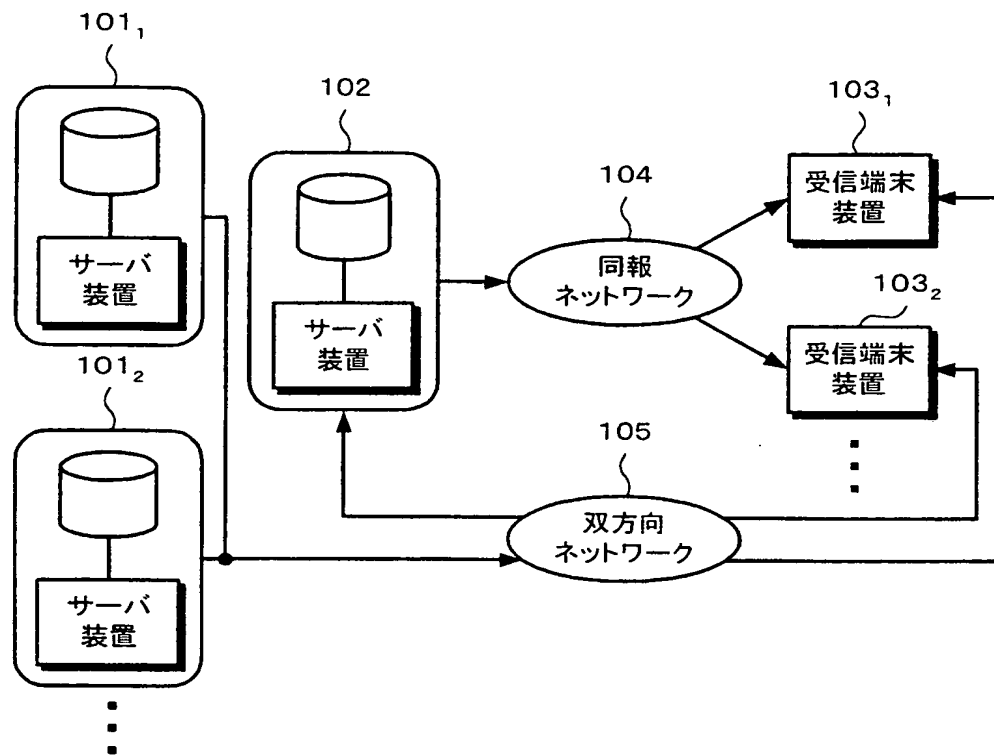 101₁
サーバ
装置
101₂
サーバ
装置
102
サーバ
装置
104
同報
ネットワーク
105
双方向
ネットワーク
103₁
受信端末
装置
103₂
受信端末
装置